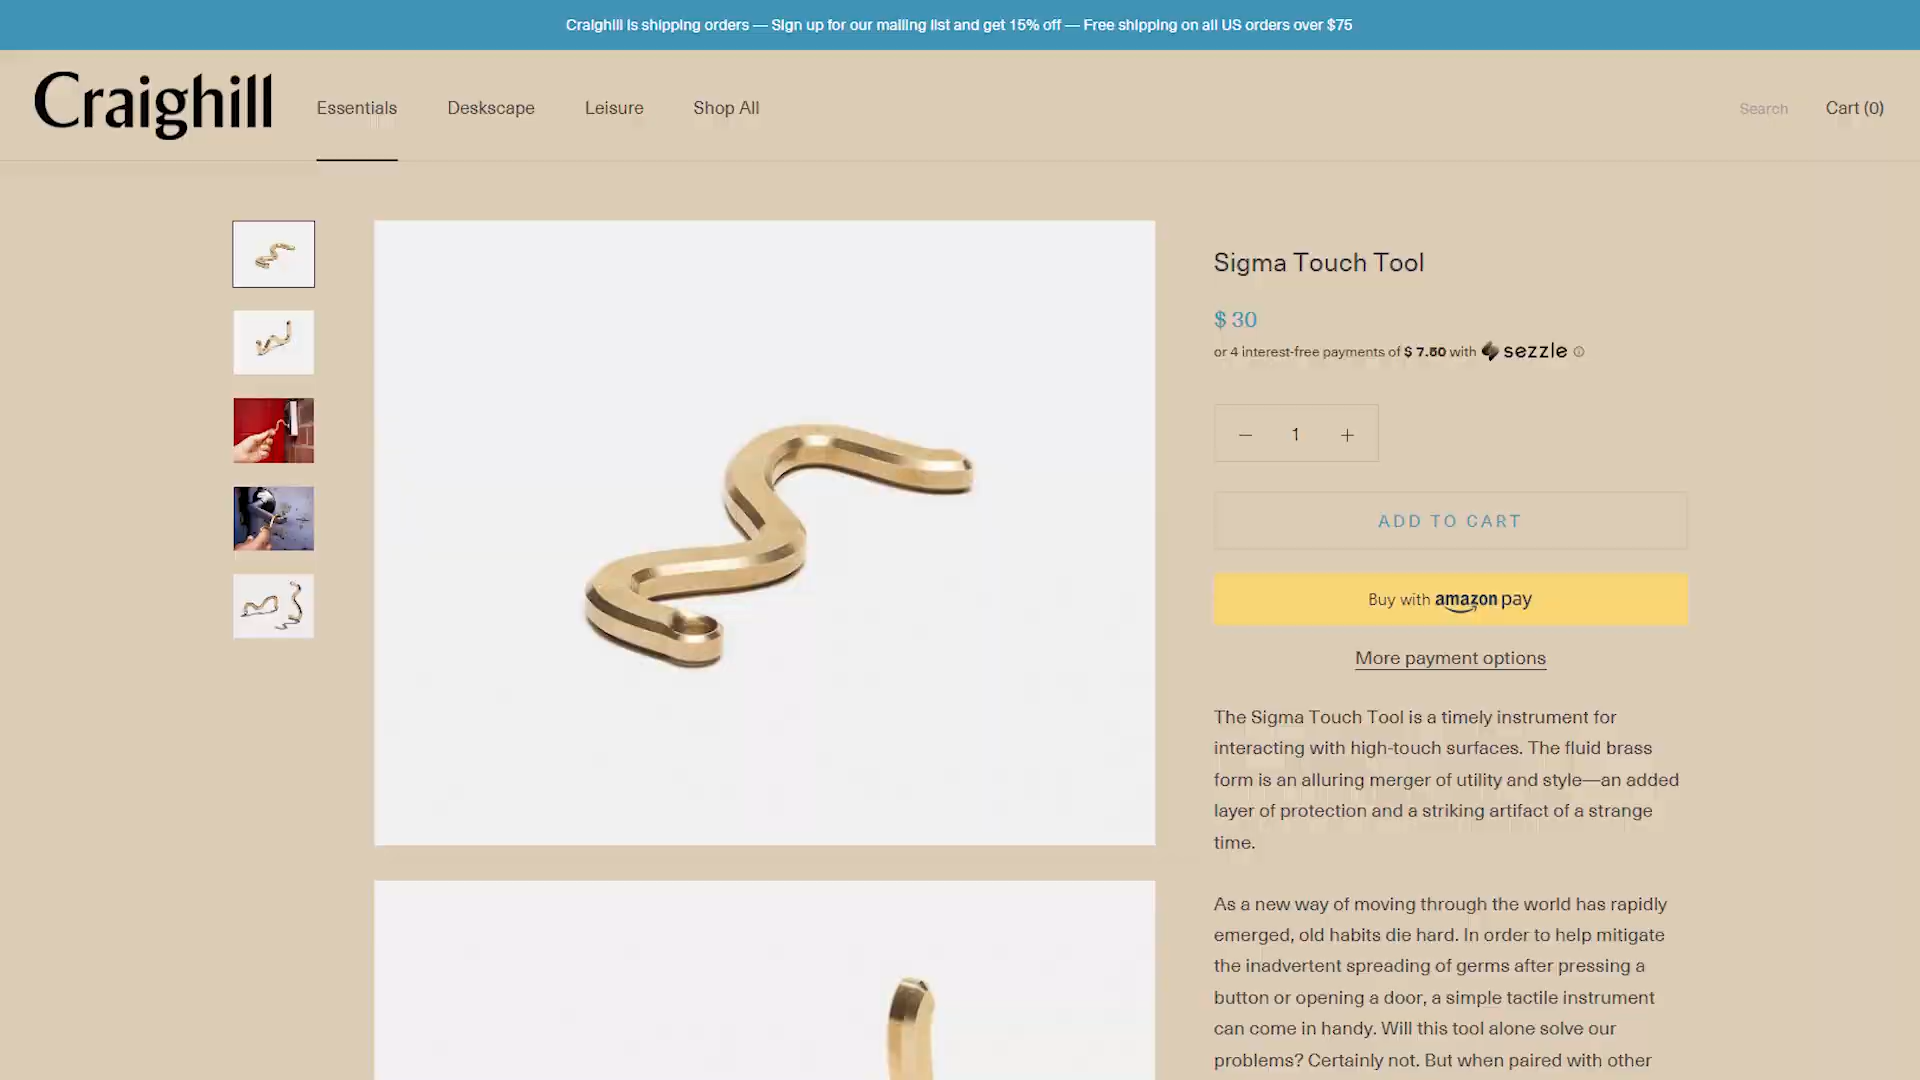 Craighill is shipping orders — Sign up for our mailing list and get 15% off — Free shipping on all US orders over $75
Craighill
Essentials
Deskscape
Leisure
Shop All
Search
Cart (0)
Sigma Touch Tool
$ 30
or 4 interest-free payments of $ 7.50 with sezzle
1
ADD TO CART
Buy with amazon pay
More payment options
The Sigma Touch Tool is a timely instrument for
interacting with high-touch surfaces. The fluid brass
form is an alluring merger of utility and style—an added
layer of protection and a striking artifact of a strange
time.
As a new way of moving through the world has rapidly
emerged, old habits die hard. In order to help mitigate
the inadvertent spreading of germs after pressing a
button or opening a door, a simple tactile instrument
can come in handy. Will this tool alone solve our
problems? Certainly not. But when paired with other